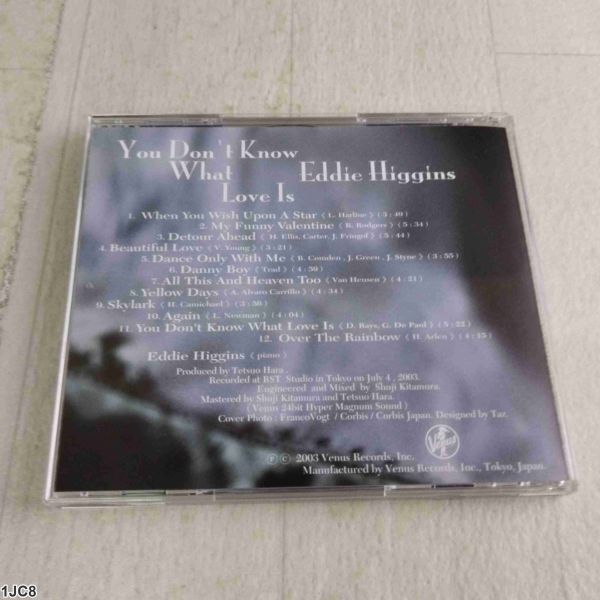 You Don't Know
What
Love Is
Eddie Higgins
1. When You Wish Upon A Star《 L. Harline 》( 5 : 40 )
2. My Funny Valentine《 R. Rodgers 》( 5 : 34 )
3. Detour Ahead《 H. Ellis, Carter, J. Fringol 》( 5 : 44 )
4. Beautiful Love《 V. Young 》( 5 : 21 )
5. Dance Only With Me《 B. Comden , J. Green , J. Styne 》( 3 : 55 )
6. Danny Boy《 Trad 》( 4 : 59 )
7. All This And Heaven Too《 Van Heusen 》( 4 : 21 )
8. Yellow Days《 A. Alvaro Carrillo 》( 4 : 34 )
9. Skylark《 H. Camichael 》( 3 : 58 )
10. Again《 L. Newman 》( 4 : 04 )
11. You Don't Know What Love Is《 D. Raye, G. De Paul 》( 5 : 22 )
12. Over The Rainbow《 H. Arlen 》( 4 : 15 )
Eddie Higgins《 piano 》
Produced by Tetsuo Hara .
Recorded at BST Studio in Tokyo on July 4 , 2003.
Engineered and Mixed by Shuji Kitamura.
Mastered by Shuji Kitamura and Tetsuo Hara.
( Venus 24bit Hyper Magnum Sound )
Cover Photo : FrancoVogt / Corbis / Corbis Japan. Designed by Taz.
Venus
Ⓟ Ⓒ 2003 Venus Records, Inc.
Manufactured by Venus Records, Inc., Tokyo, Japan.
1JC8